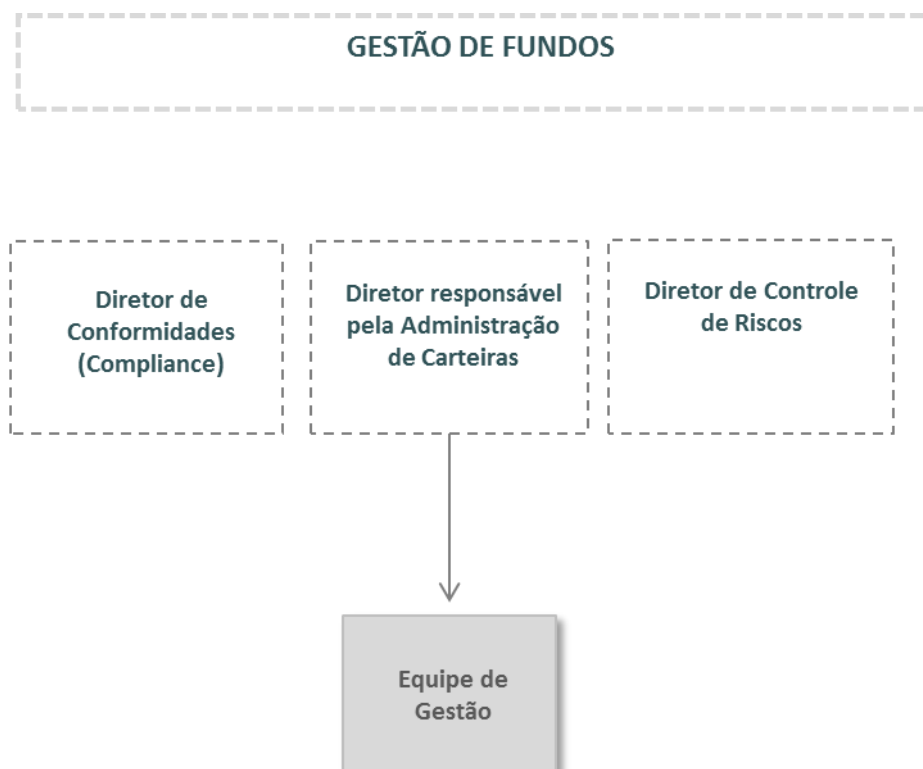 GESTÃO DE FUNDOS
Diretor de
Conformidades
(Compliance)
Diretor responsável
pela Administração
de Carteiras
Diretor de Controle
de Riscos
Equipe de
Gestão